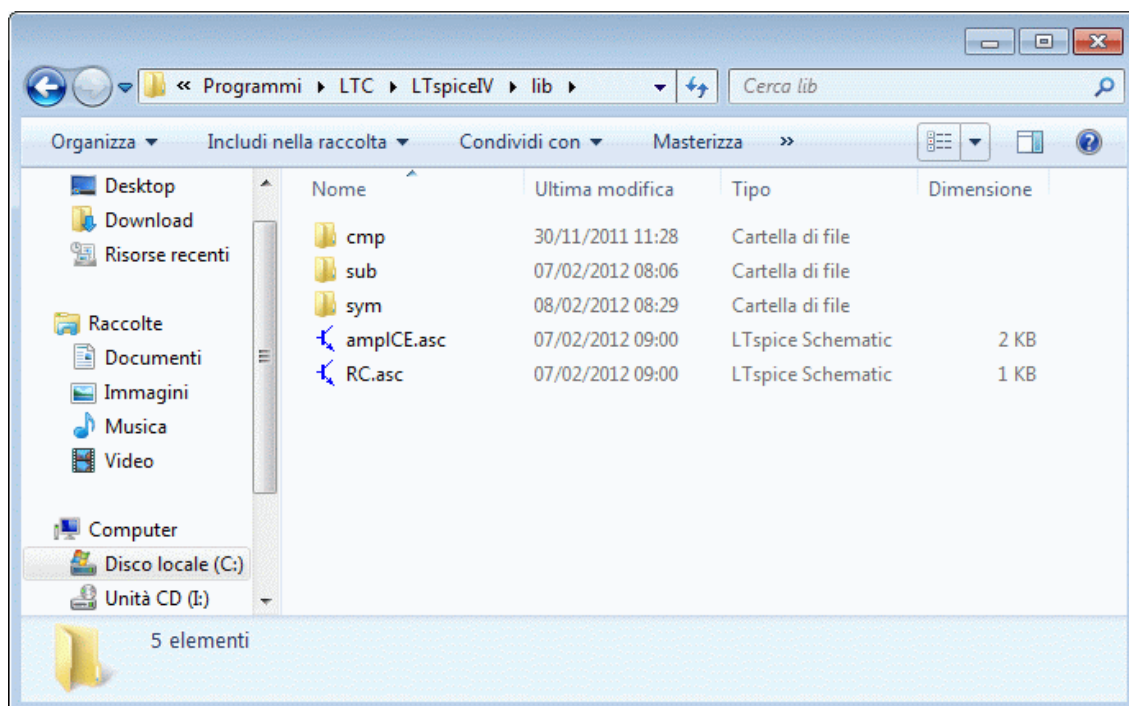 « Programmi LTC LTspiceIV lib Cerca lib
Organizza Includi nella raccolta Condividi con Masterizza »
Desktop
Download
Risorse recenti
Raccolte
Documenti
Immagini
Musica
Video
Computer
Disco locale (C:)
Unità CD (I:)
Nome Ultima modifica Tipo Dimensione
cmp 30/11/2011 11:28 Cartella di file
sub 07/02/2012 08:06 Cartella di file
sym 08/02/2012 08:29 Cartella di file
amplCE.asc 07/02/2012 09:00 LTspice Schematic 2 KB
RC.asc 07/02/2012 09:00 LTspice Schematic 1 KB
5 elementi